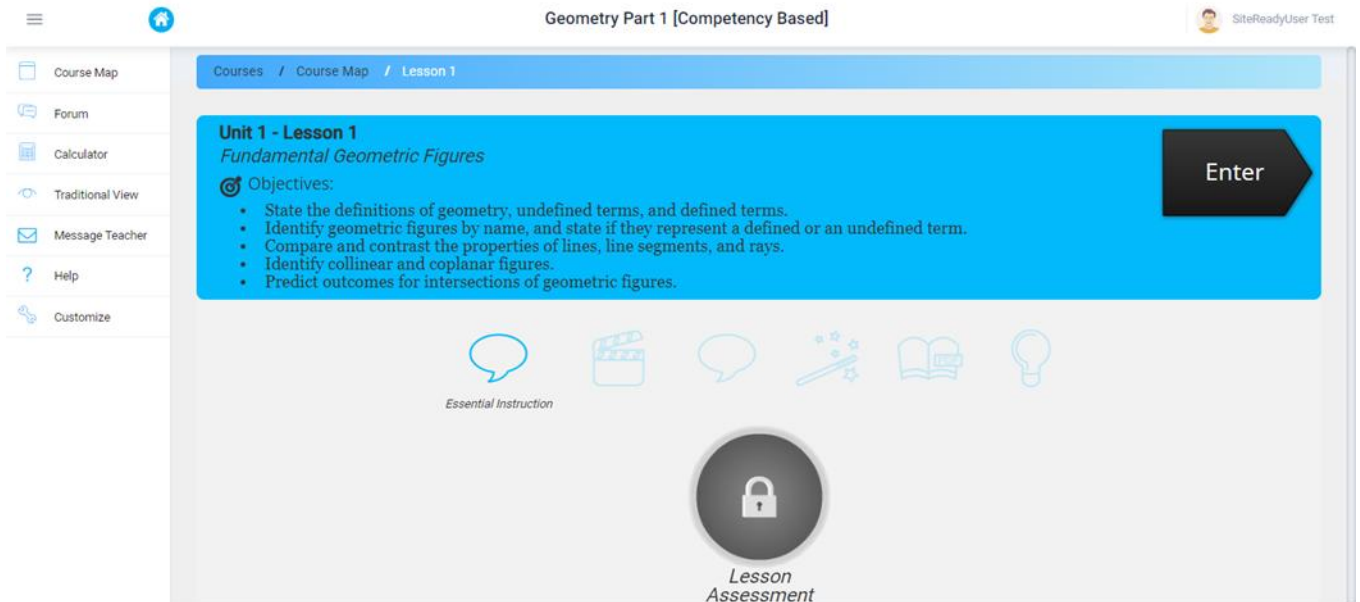 Geometry Part 1 [Competency Based]
SiteReadyUser Test
Course Map
Forum
Calculator
Traditional View
Message Teacher
? Help
Customize
Courses / Course Map / Lesson 1
Unit 1 - Lesson 1
Fundamental Geometric Figures
Objectives:
• State the definitions of geometry, undefined terms, and defined terms.
• Identify geometric figures by name, and state if they represent a defined or an undefined term.
• Compare and contrast the properties of lines, line segments, and rays.
• Identify collinear and coplanar figures.
• Predict outcomes for intersections of geometric figures.
Enter
Essential Instruction
Lesson
Assessment